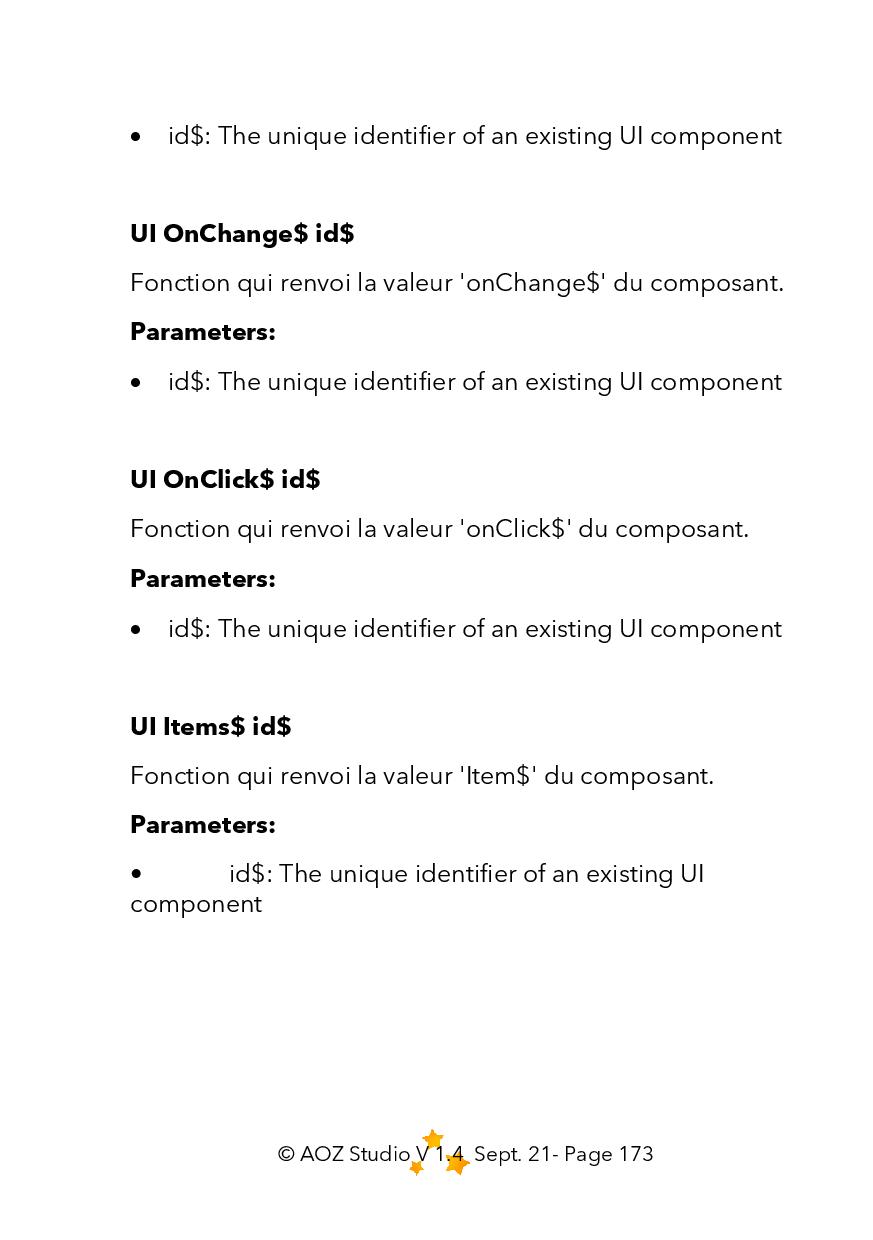 • id$: The unique identifier of an existing UI component
UI OnChange$ id$
Fonction qui renvoi la valeur 'onChange$' du composant.
Parameters:
• id$: The unique identifier of an existing UI component
UI OnClick$ id$
Fonction qui renvoi la valeur 'onClick$' du composant.
Parameters:
• id$: The unique identifier of an existing UI component
UI Items$ id$
Fonction qui renvoi la valeur 'Item$' du composant.
Parameters:
• id$: The unique identifier of an existing UI
component
© AOZ Studio V 1.4 Sept. 21- Page 173